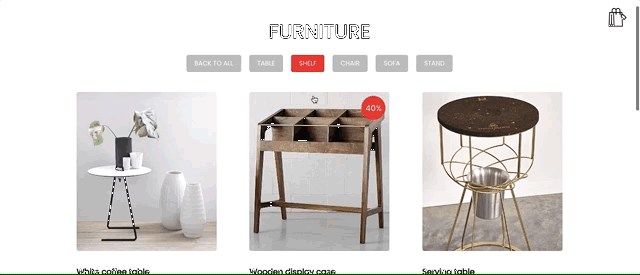 FURNITURE
BACK TO ALL
TABLE
SHELF
CHAIR
SOFA
STAND
40%
White coffee table
Wooden display case
Serving table